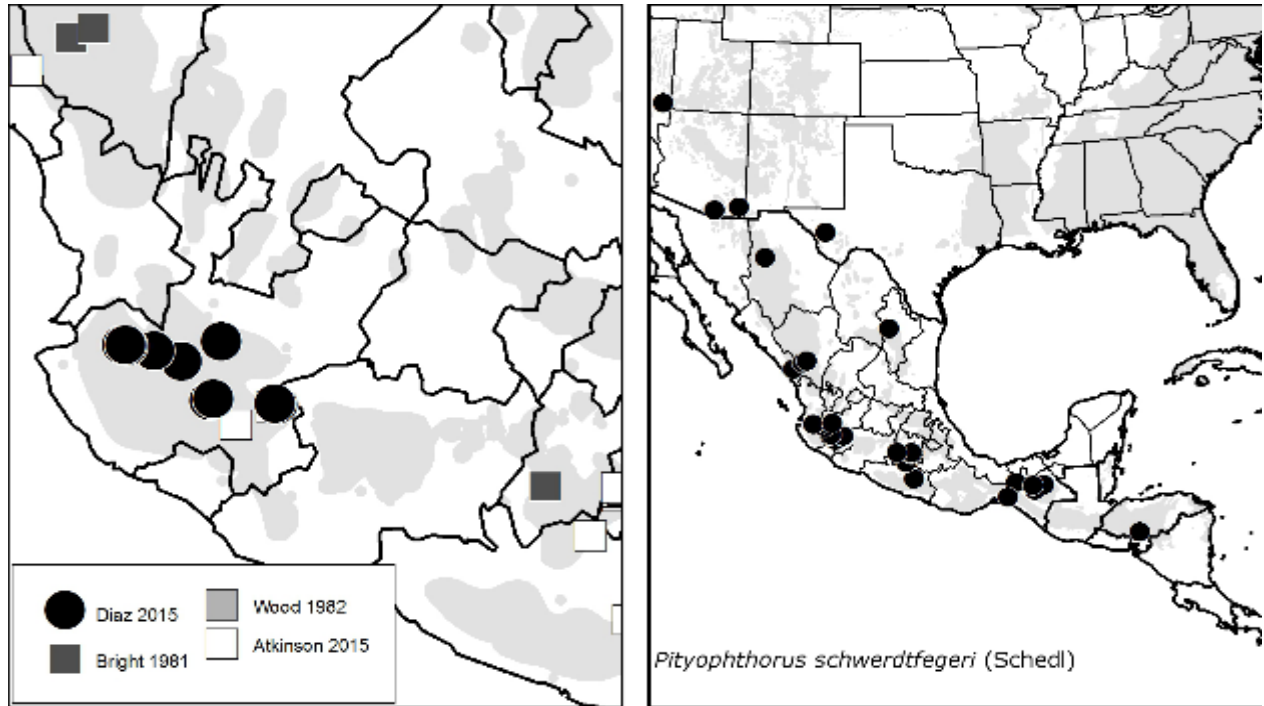 Diaz 2015
Bright 1981
Wood 1982
Atkinson 2015
Pityophthorus schwerdtfegeri (Schedl)